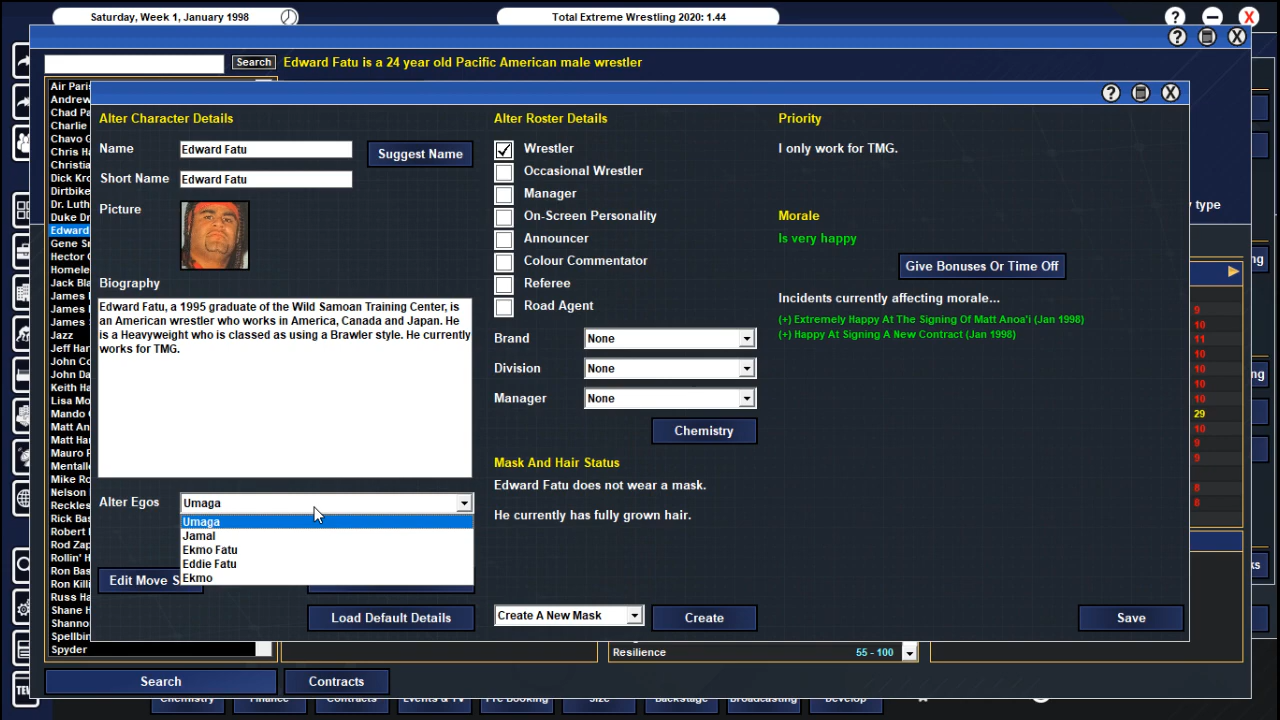 Saturday, Week 1, January 1998
Total Extreme Wrestling 2020: 1.44
Search
Edward Fatu is a 24 year old Pacific American male wrestler
Air Pari
Andrew
Chad Pa
Charlie
Chavo G
Chris H
Christia
Dick Kro
Dirtbike
Dr. Luth
Duke Dr
Edward
Gene Sn
Hector G
Homele
Jack Bla
James
James
James
Jazz
Jeff Har
John Co
John Da
Keith Ha
Lisa Mo
Mando
Matt An
Matt Har
Mauro F
Mentall
Mike Ro
Nelson
Reckles
Rick Bas
Robert
Rod Zap
Rollin' H
Ron Bas
Ron Kill
Russ Ha
Shane H
Shanno
Spellbin
Spyder
Alter Character Details
Name
Edward Fatu
Suggest Name
Short Name
Edward Fatu
Picture
Biography
Edward Fatu, a 1995 graduate of the Wild Samoan Training Center, is
an American wrestler who works in America, Canada and Japan. He
is a Heavyweight who is classed as using a Brawler style. He currently
works for TMG.
Alter Egos
Umaga
Umaga
Jamal
Ekmo Fatu
Eddie Fatu
Ekmo
Edit Move S
Load Default Details
Alter Roster Details
Wrestler
Occasional Wrestler
Manager
On-Screen Personality
Announcer
Colour Commentator
Referee
Road Agent
Brand
None
Division
None
Manager
None
Chemistry
Mask And Hair Status
Edward Fatu does not wear a mask.
He currently has fully grown hair.
Create A New Mask
Create
Priority
I only work for TMG.
Morale
Is very happy
Give Bonuses Or Time Off
Incidents currently affecting morale...
(+) Extremely Happy At The Signing Of Matt Anoa'i (Jan 1998)
(+) Happy At Signing A New Contract (Jan 1998)
Save
y type
ng
9
10
11
10
10
10
10
29
10
9
9
8
8
ng
ks
Resilience
55 - 100
Search
Contracts
Chemistry
Finance
Contracts
Events & TV
Pre Booking
Size
Backstage
Broadcasting
Develop